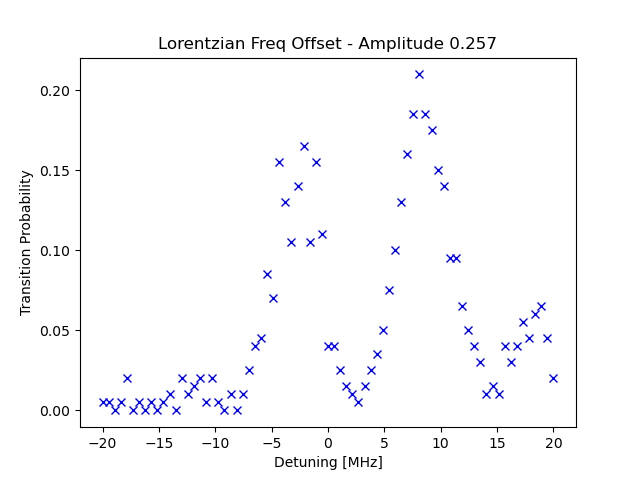 Lorentzian Freq Offset - Amplitude 0.257
Transition Probability
0.20
0.15
0.10
0.05
0.00
−20 −15 −10 −5 0 5 10 15 20
Detuning [MHz]